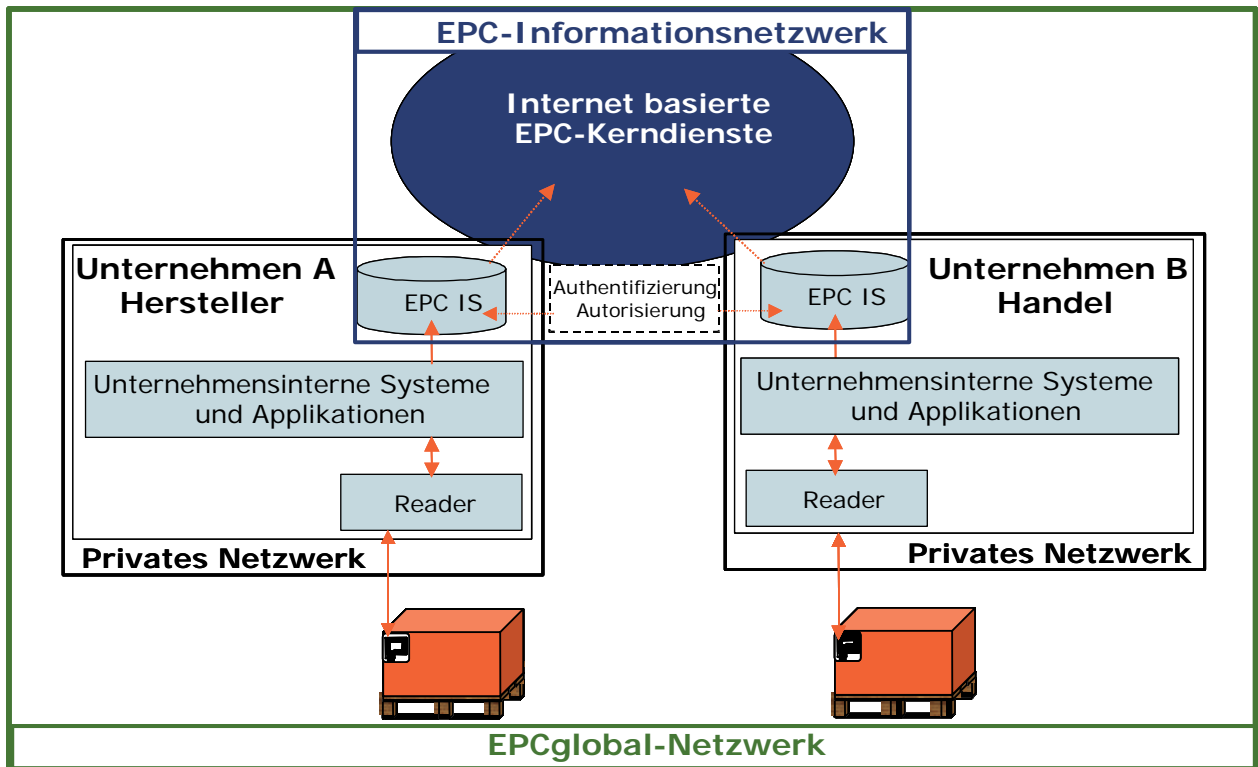 EPC-Informationsnetzwerk
Internet basierte
EPC-Kerndienste
Unternehmen A
Hersteller
EPC IS
Authentifizierung
Autorisierung
EPC IS
Unternehmen B
Handel
Unternehmensinterne Systeme
und Applikationen
Unternehmensinterne Systeme
und Applikationen
Reader
Reader
Privates Netzwerk
Privates Netzwerk
EPCglobal-Netzwerk